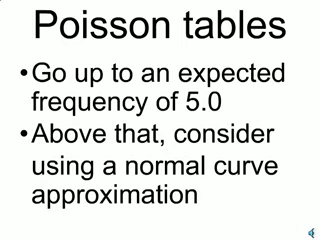 Poisson tables
•Go up to an expected
frequency of 5.0
•Above that, consider
using a normal curve
approximation